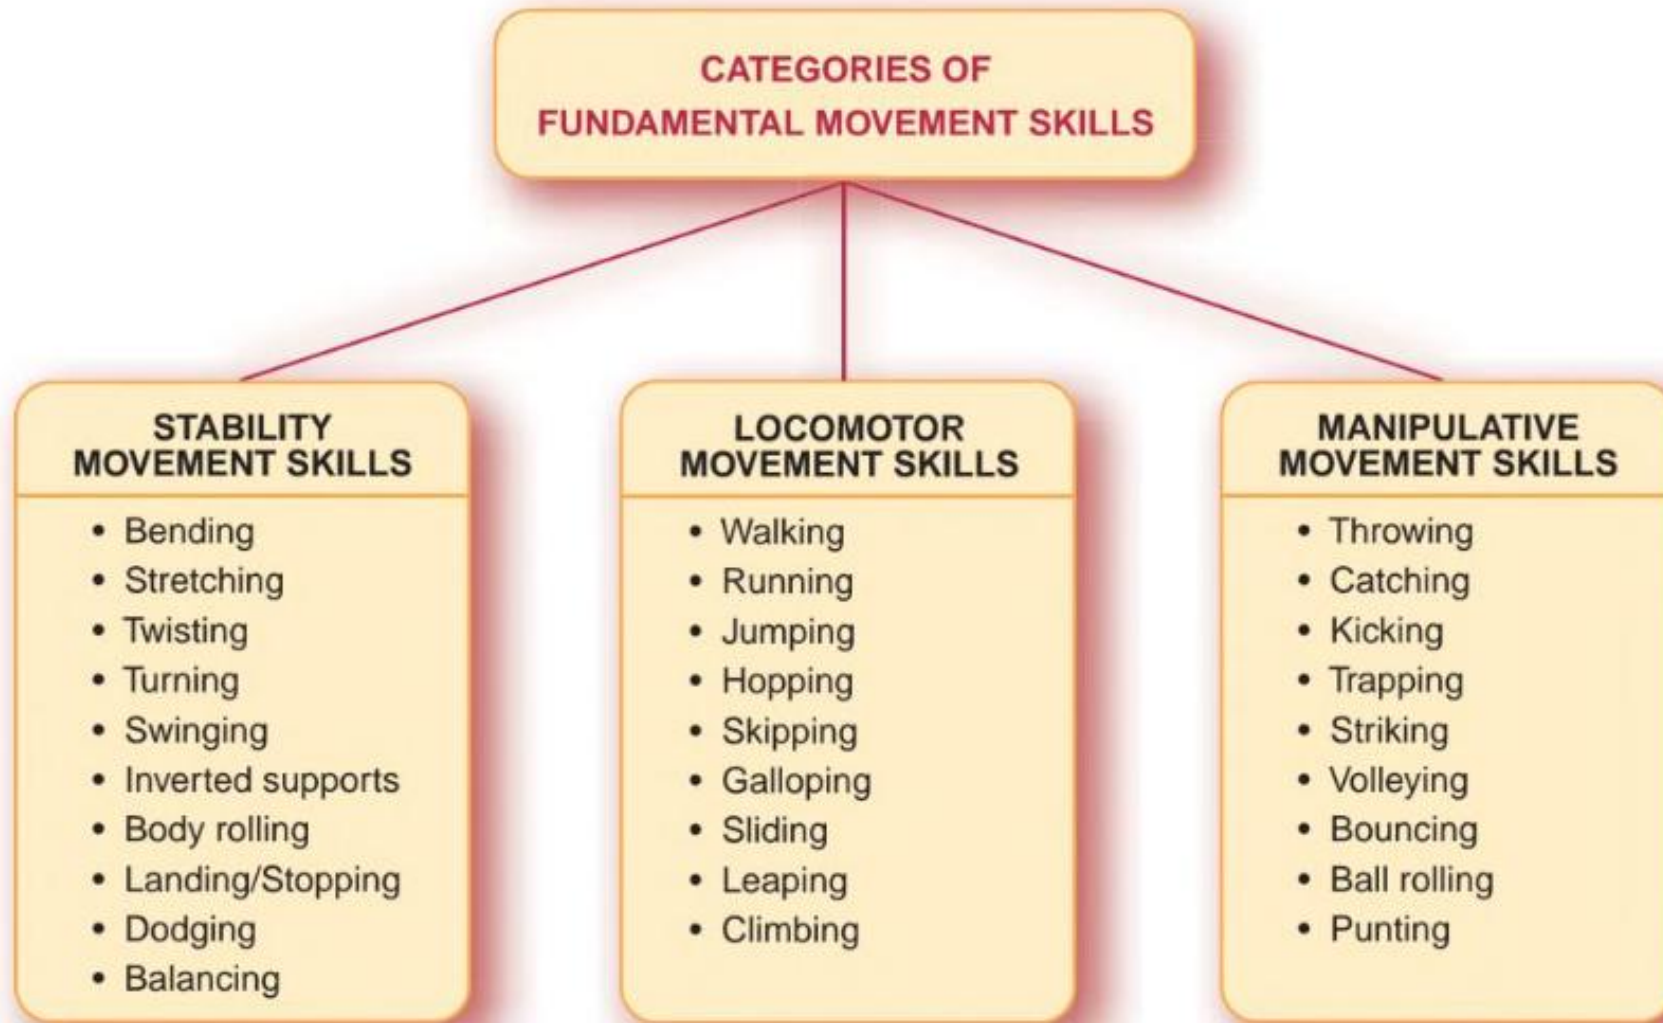 CATEGORIES OF
FUNDAMENTAL MOVEMENT SKILLS
STABILITY
MOVEMENT SKILLS
• Bending
• Stretching
• Twisting
• Turning
• Swinging
• Inverted supports
• Body rolling
• Landing/Stopping
• Dodging
• Balancing
LOCOMOTOR
MOVEMENT SKILLS
• Walking
• Running
• Jumping
• Hopping
• Skipping
• Galloping
• Sliding
• Leaping
• Climbing
MANIPULATIVE
MOVEMENT SKILLS
• Throwing
• Catching
• Kicking
• Trapping
• Striking
• Volleying
• Bouncing
• Ball rolling
• Punting